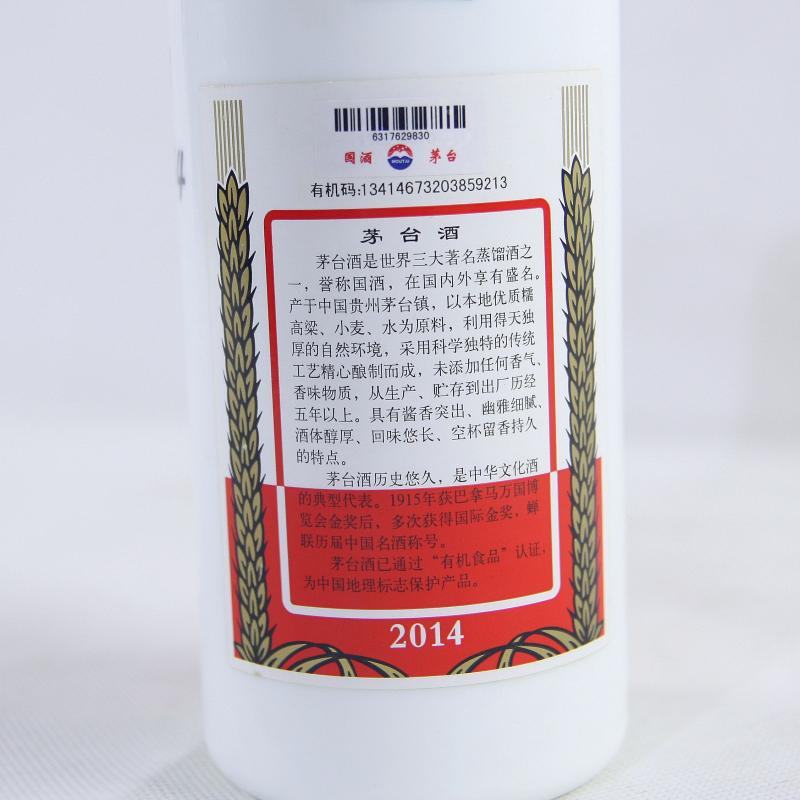 6317629830
国酒 MOUTAI 茅台
有机码:13414673203859213
茅台酒
茅台酒是世界三大著名蒸馏酒之
一，誉称国酒，在国内外享有盛名。
产于中国贵州茅台镇，以本地优质糯
高粱、小麦、水为原料，利用得天独
厚的自然环境，采用科学独特的传统
工艺精心酿制而成，未添加任何香气、
香味物质，从生产、贮存到出厂历经
五年以上。具有酱香突出、幽雅细腻、
酒体醇厚、回味悠长、空杯留香持久
的特点。
茅台酒历史悠久，是中华文化酒
的典型代表。1915年获巴拿马万国博
览会金奖后，多次获得国际金奖，蝉
联历届中国名酒称号。
茅台酒已通过“有机食品”认证，
为中国地理标志保护产品。
2014